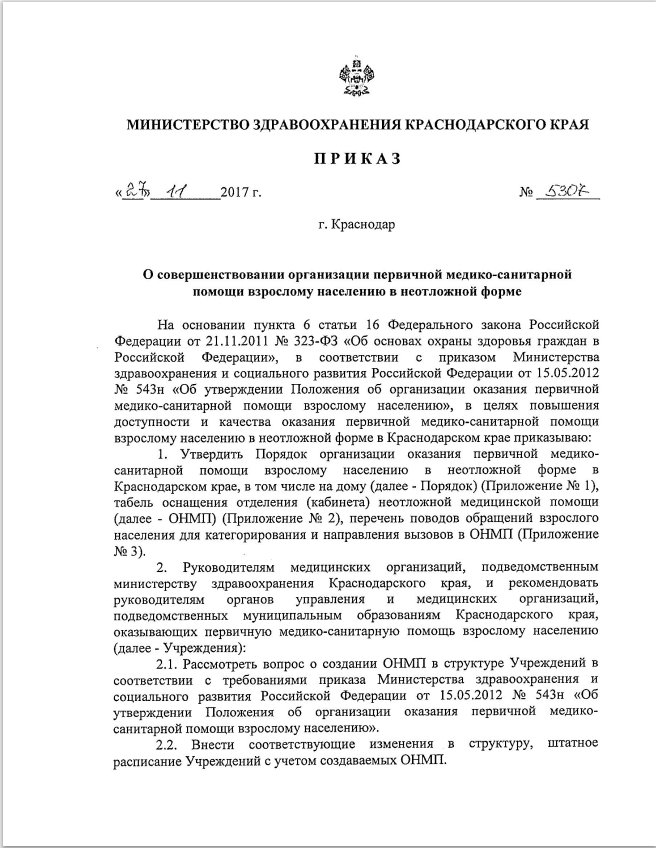 МИНИСТЕРСТВО ЗДРАВООХРАНЕНИЯ КРАСНОДАРСКОГО КРАЯ
ПРИКАЗ
«27» 11 2017 г. № 5307
г. Краснодар
О совершенствовании организации первичной медико-санитарной
помощи взрослому населению в неотложной форме
На основании пункта 6 статьи 16 Федерального закона Российской
Федерации от 21.11.2011 № 323-ФЗ «Об основах охраны здоровья граждан в
Российской Федерации», в соответствии с приказом Министерства
здравоохранения и социального развития Российской Федерации от 15.05.2012
№ 543н «Об утверждении Положения об организации оказания первичной
медико-санитарной помощи взрослому населению», в целях повышения
доступности и качества оказания первичной медико-санитарной помощи
взрослому населению в неотложной форме в Краснодарском крае приказываю:
1. Утвердить Порядок организации оказания первичной медико-
санитарной помощи взрослому населению в неотложной форме в
Краснодарском крае, в том числе на дому (далее - Порядок) (Приложение № 1),
табель оснащения отделения (кабинета) неотложной медицинской помощи
(далее - ОНМП) (Приложение № 2), перечень поводов обращений взрослого
населения для категорирования и направления вызовов в ОНМП (Приложение
№ 3).
2. Руководителям медицинских организаций, подведомственным
министерству здравоохранения Краснодарского края, и рекомендовать
руководителям органов управления и медицинских организаций,
подведомственных муниципальным образованиям Краснодарского края,
оказывающих первичную медико-санитарную помощь взрослому населению
(далее - Учреждения):
2.1. Рассмотреть вопрос о создании ОНМП в структуре Учреждений в
соответствии с требованиями приказа Министерства здравоохранения и
социального развития Российской Федерации от 15.05.2012 № 543н «Об
утверждении Положения об организации оказания первичной медико-
санитарной помощи взрослому населению».
2.2. Внести соответствующие изменения в структуру, штатное
расписание Учреждений с учетом создаваемых ОНМП.